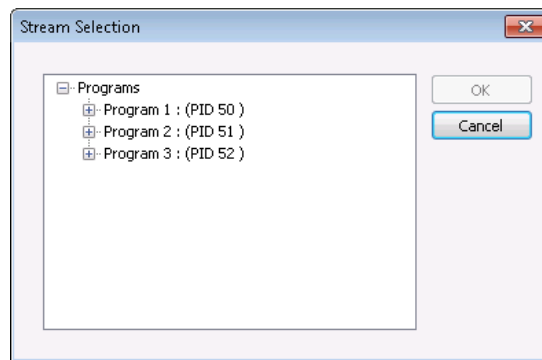 Stream Selection
Programs
Program 1 : (PID 50 )
Program 2 : (PID 51 )
Program 3 : (PID 52 )
OK
Cancel